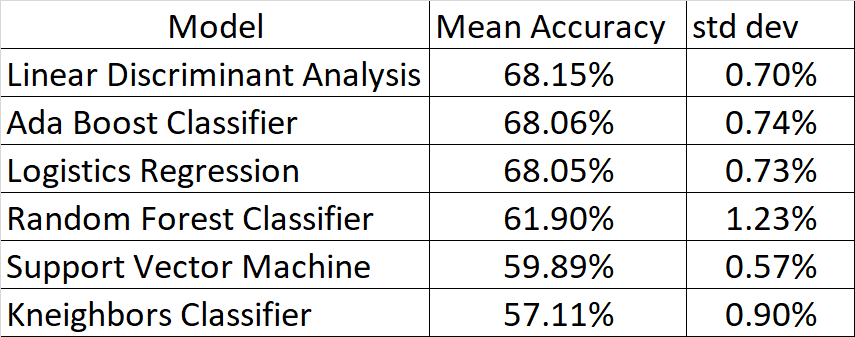 Model Mean Accuracy std dev
Linear Discriminant Analysis 68.15% 0.70%
Ada Boost Classifier 68.06% 0.74%
Logistics Regression 68.05% 0.73%
Random Forest Classifier 61.90% 1.23%
Support Vector Machine 59.89% 0.57%
Kneighbors Classifier 57.11% 0.90%